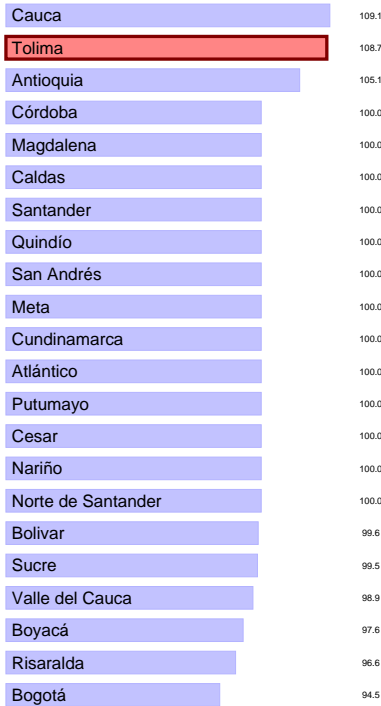 Cauca 109.1
Tolima 108.7
Antioquia 105.1
Córdoba 100.0
Magdalena 100.0
Caldas 100.0
Santander 100.0
Quindío 100.0
San Andrés 100.0
Meta 100.0
Cundinamarca 100.0
Atlántico 100.0
Putumayo 100.0
Cesar 100.0
Nariño 100.0
Norte de Santander 100.0
Bolivar 99.6
Sucre 99.5
Valle del Cauca 98.9
Boyacá 97.6
Risaralda 96.6
Bogotá 94.5